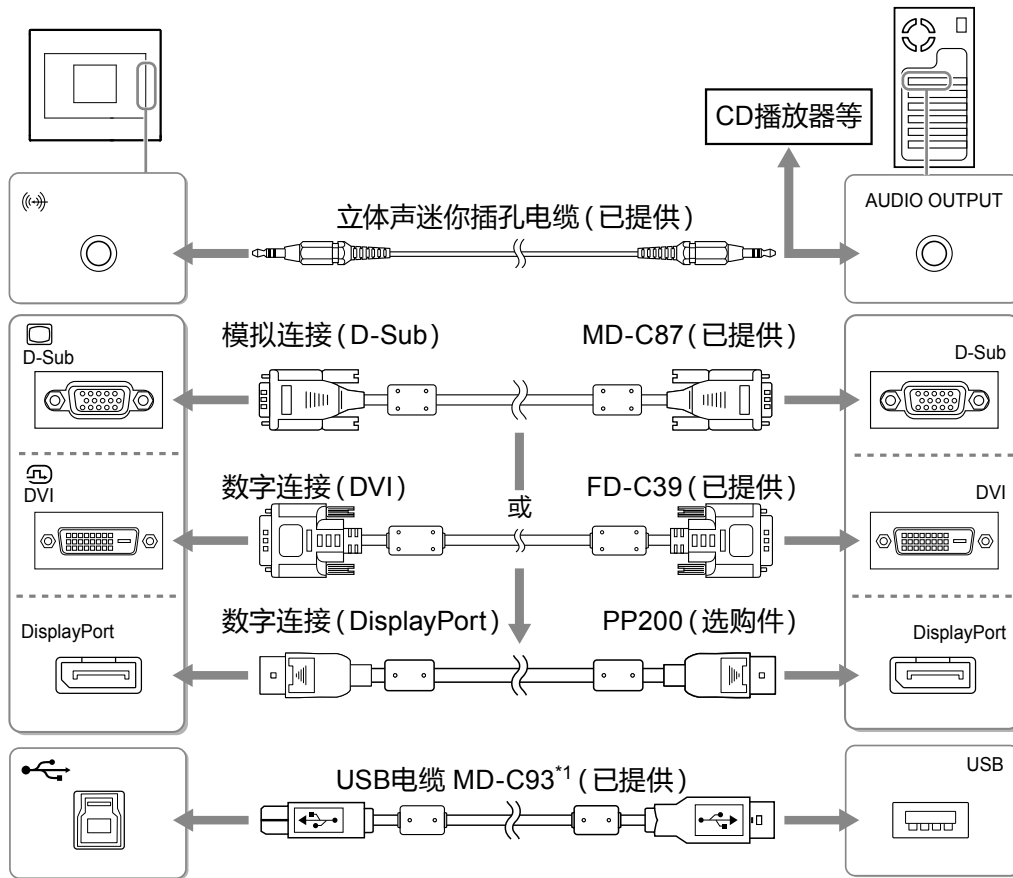 CD播放器等
AUDIO OUTPUT
立体声迷你插孔电缆(已提供)
D-Sub
模拟连接(D-Sub)
MD-C87(已提供)
D-Sub
DVI
数字连接(DVI)
或
FD-C39(已提供)
DVI
DisplayPort
数字连接(DisplayPort)
PP200(选购件)
DisplayPort
USB电缆 MD-C93*1(已提供)
USB